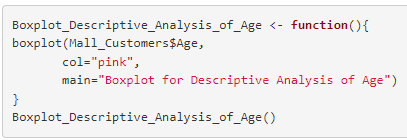 Boxplot_Descriptive_Analysis_of_Age <- function(){
boxplot(Mall_Customers$Age,
        col="pink",
        main="Boxplot for Descriptive Analysis of Age")
}
Boxplot_Descriptive_Analysis_of_Age()